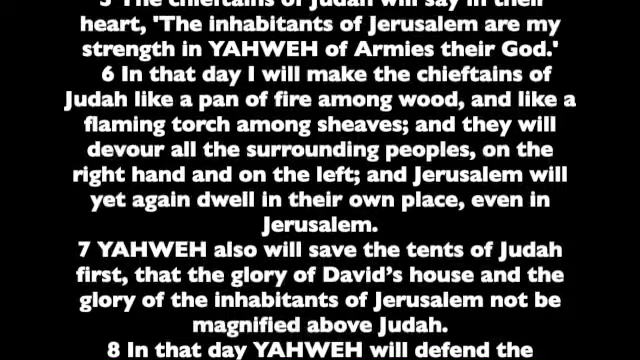 5 The chieftains of Judah will say in their
heart, 'The inhabitants of Jerusalem are my
strength in YAHWEH of Armies their God.'
6 In that day I will make the chieftains of
Judah like a pan of fire among wood, and like a
flaming torch among sheaves; and they will
devour all the surrounding peoples, on the
right hand and on the left; and Jerusalem will
yet again dwell in their own place, even in
Jerusalem.
7 YAHWEH also will save the tents of Judah
first, that the glory of David’s house and the
glory of the inhabitants of Jerusalem not be
magnified above Judah.
8 In that day YAHWEH will defend the